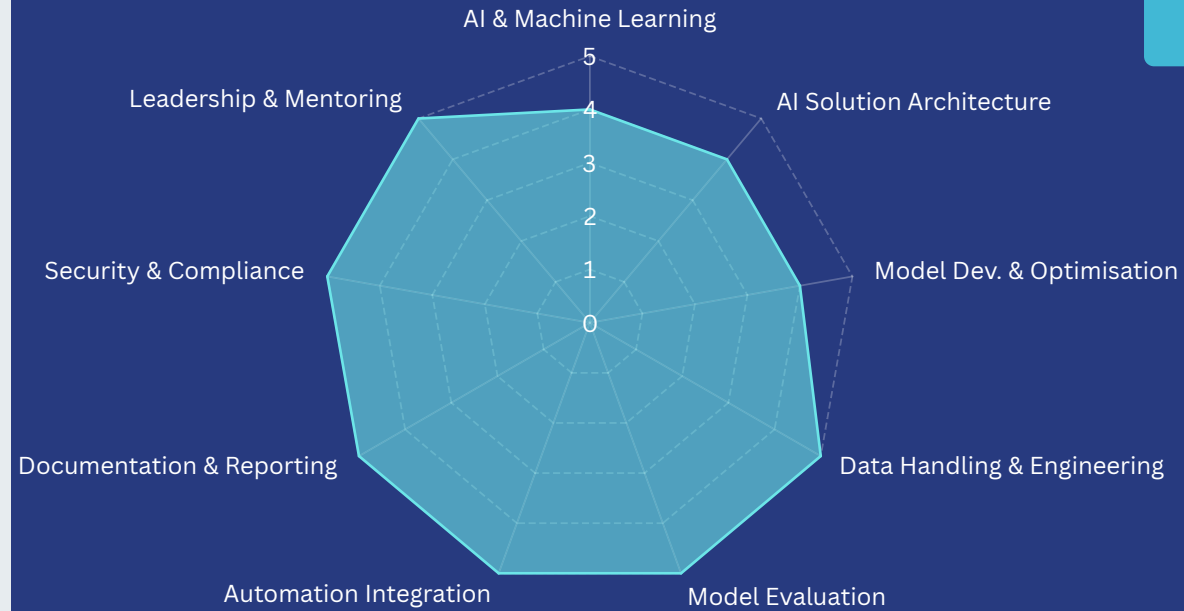 AI & Machine Learning
5
Leadership & Mentoring
AI Solution Architecture
4
3
2
Security & Compliance
Model Dev. & Optimisation
1
0
Documentation & Reporting
Data Handling & Engineering
Automation Integration
Model Evaluation